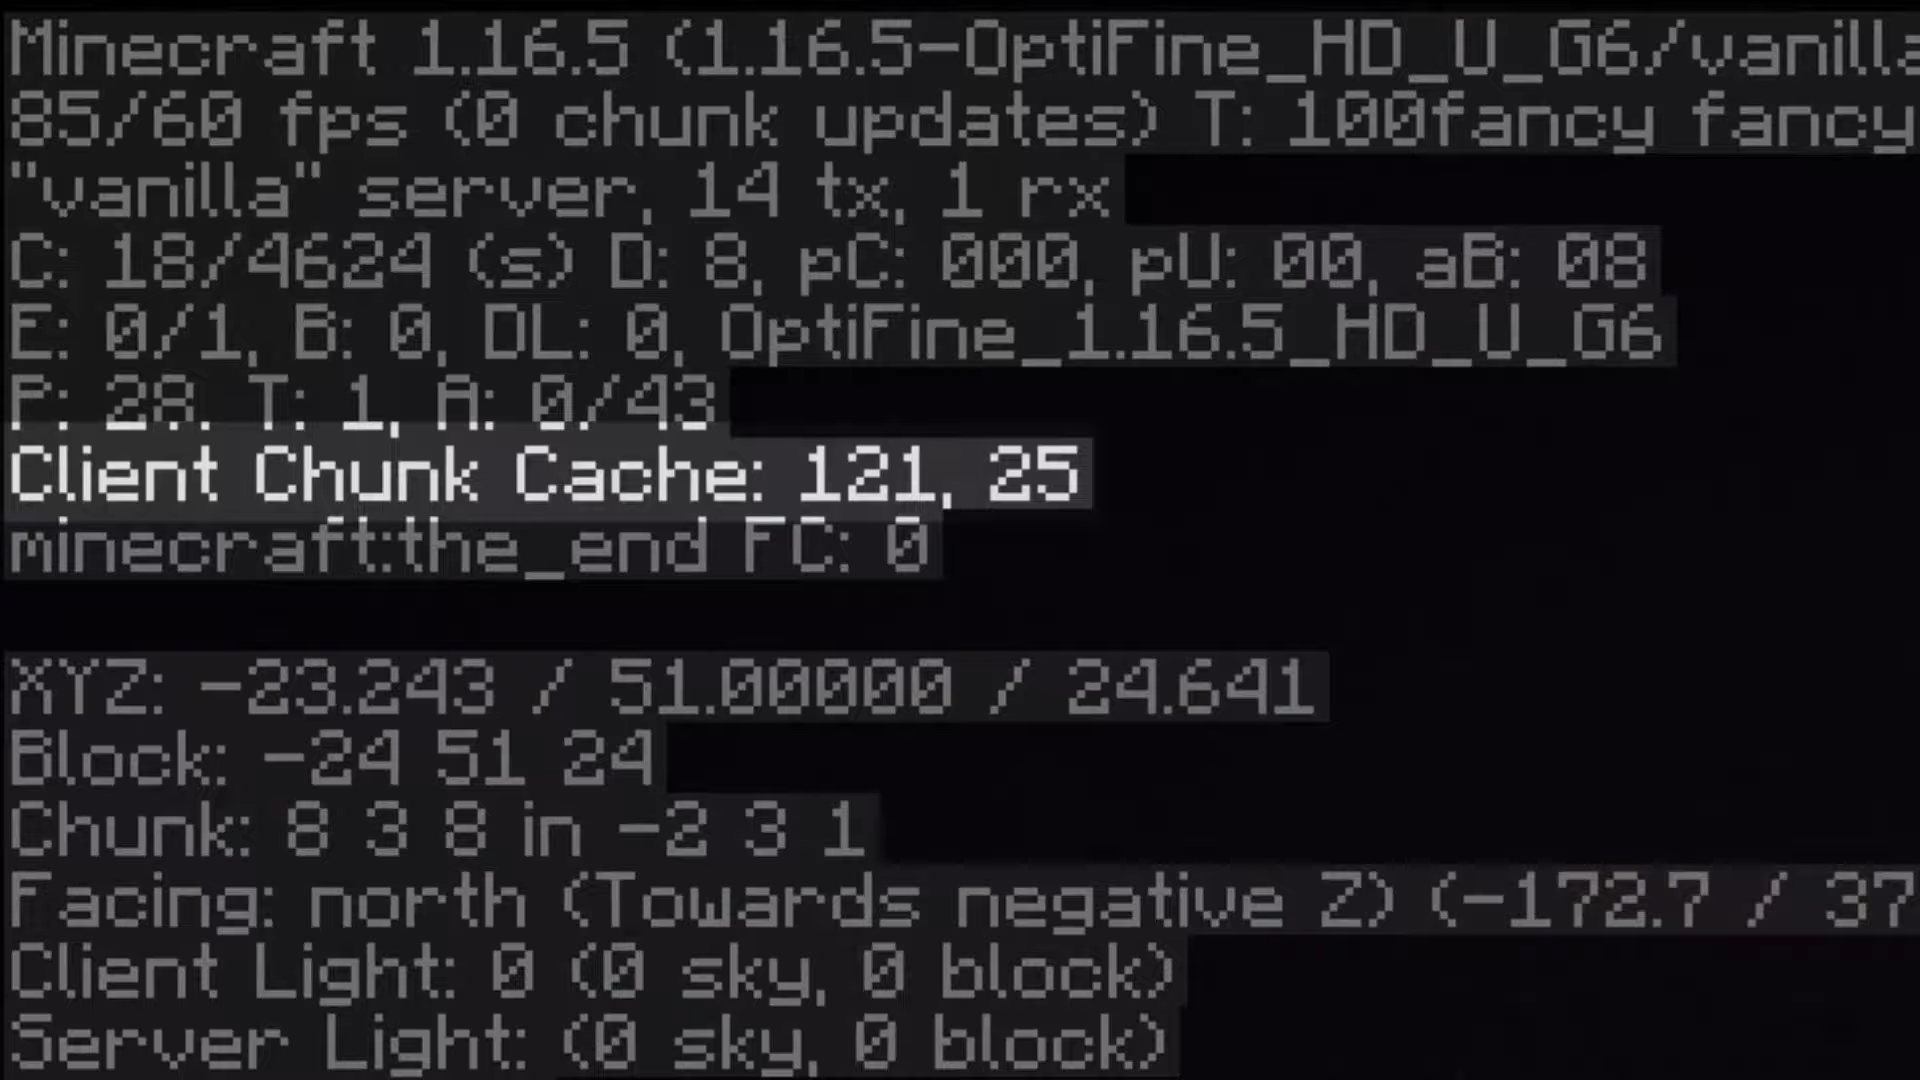 Minecraft 1.16.5 (1.16.5-OptiFine_HD_U_G6/vanilla
85/60 fps (0 chunk updates) T: 100fancy fancy
"vanilla" server, 14 tx, 1 rx
C: 18/4624 (s) D: 8, pC: 000, pU: 00, aB: 08
E: 0/1, B: 0, DL: 0, OptiFine_1.16.5_HD_U_G6
P: 28. T: 1, A: 0/43
Client Chunk Cache: 121, 25
minecraft:the_end FC: 0
XYZ: -23.243 / 51.00000 / 24.641
Block: -24 51 24
Chunk: 8 3 8 in -2 3 1
Facing: north (Towards negative Z) (-172.7 / 37
Client Light: 0 (0 sky, 0 block)
Server Light: (0 sky, 0 block)